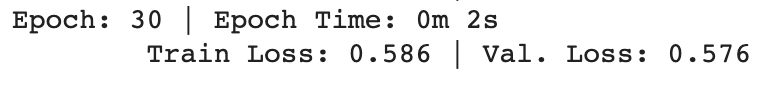 Epoch: 30 | Epoch Time: 0m 2s
Train Loss: 0.586 | Val. Loss: 0.576